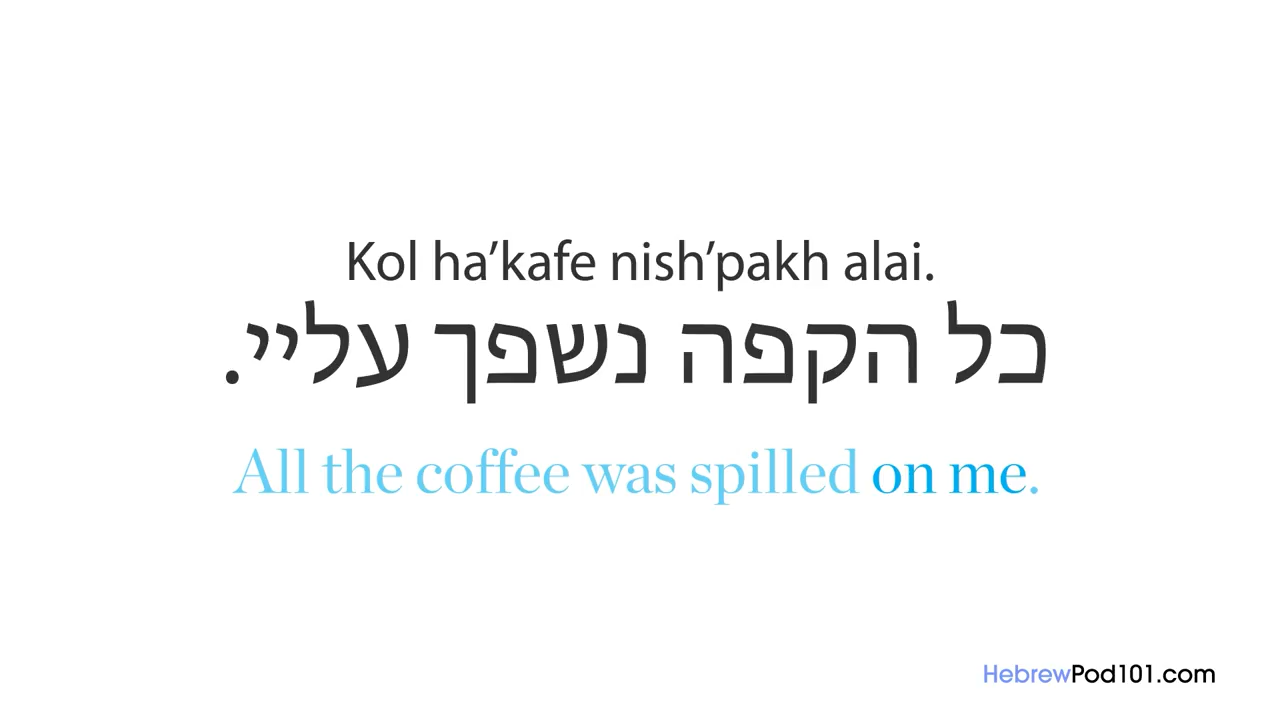 Kol ha’kafe nish’pakh alai.
כל הקפה נשפך עליי.
All the coffee was spilled on me.
HebrewPod101.com